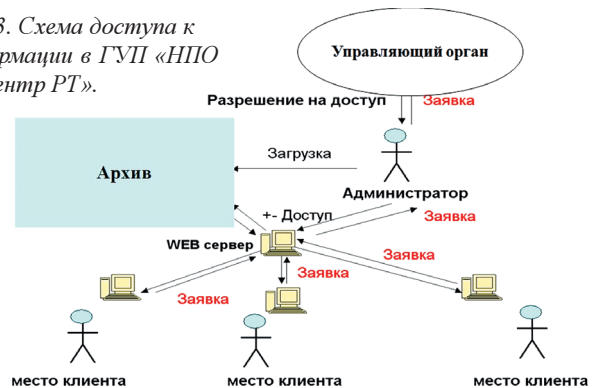 3. Схема доступа к
рмации в ГУП «НПО
ентр РТ».
Управляющий орган
Разрешение на доступ Заявка
Загрузка
Архив
Администратор
+- Доступ
Заявка
WEB сервер
Заявка
Заявка
Заявка
место клиента
место клиента
место клиента